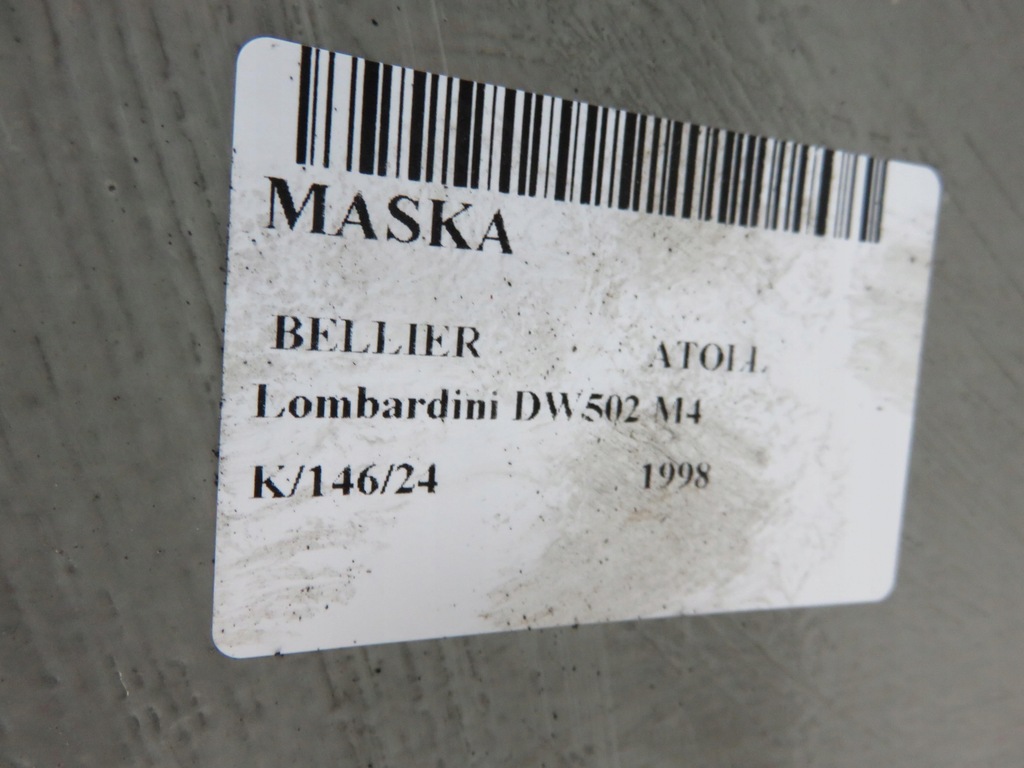 MASKA
BELLIER ATOLL
Lombardini DW502 M4
K/146/24 1998